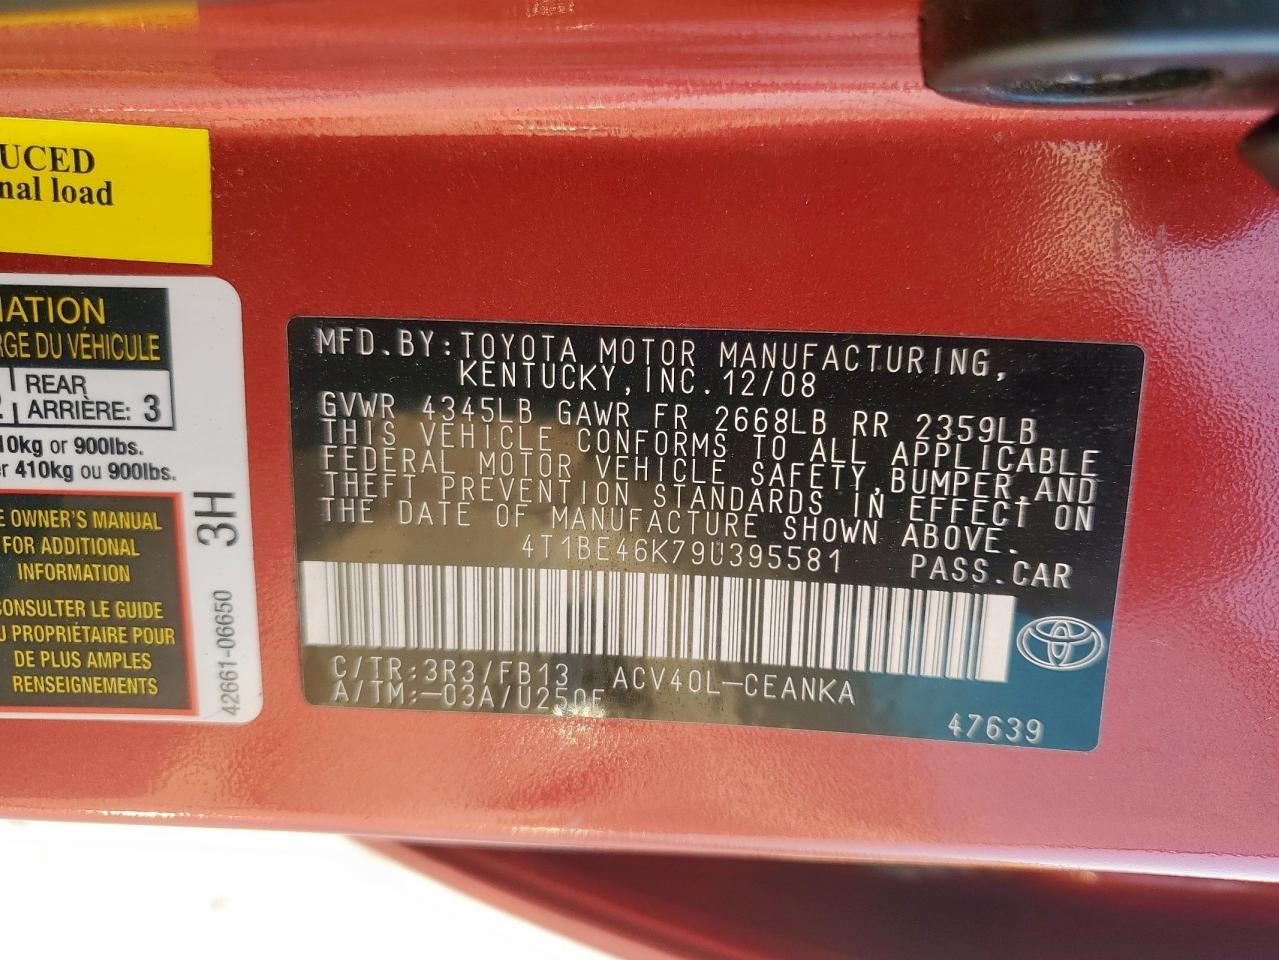 UCED
nal load
MATION
RGE DU VÉHICULE
REAR
ARRIÈRE: 3
10kg or 900lbs.
er 410kg ou 900lbs.
E OWNER'S MANUAL
FOR ADDITIONAL
INFORMATION
CONSULTER LE GUIDE
U PROPRIÉTAIRE POUR
DE PLUS AMPLES
RENSEIGNEMENTS
3H
42661-06650
MFD.BY:TOYOTA MOTOR MANUFACTURING,
KENTUCKY,INC.12/08
GVWR 4345LB GAWR FR 2668LB RR 2359LB
THIS VEHICLE CONFORMS TO ALL APPLICABLE
FEDERAL MOTOR VEHICLE SAFETY,BUMPER,AND
THEFT PREVENTION STANDARDS IN EFFECT ON
THE DATE OF MANUFACTURE SHOWN ABOVE.
4T1BE46K79U395581 PASS.CAR
C/TR:3R3/FB13 ACV40L-CEANKA
A/TM:-03A/U250E
47639